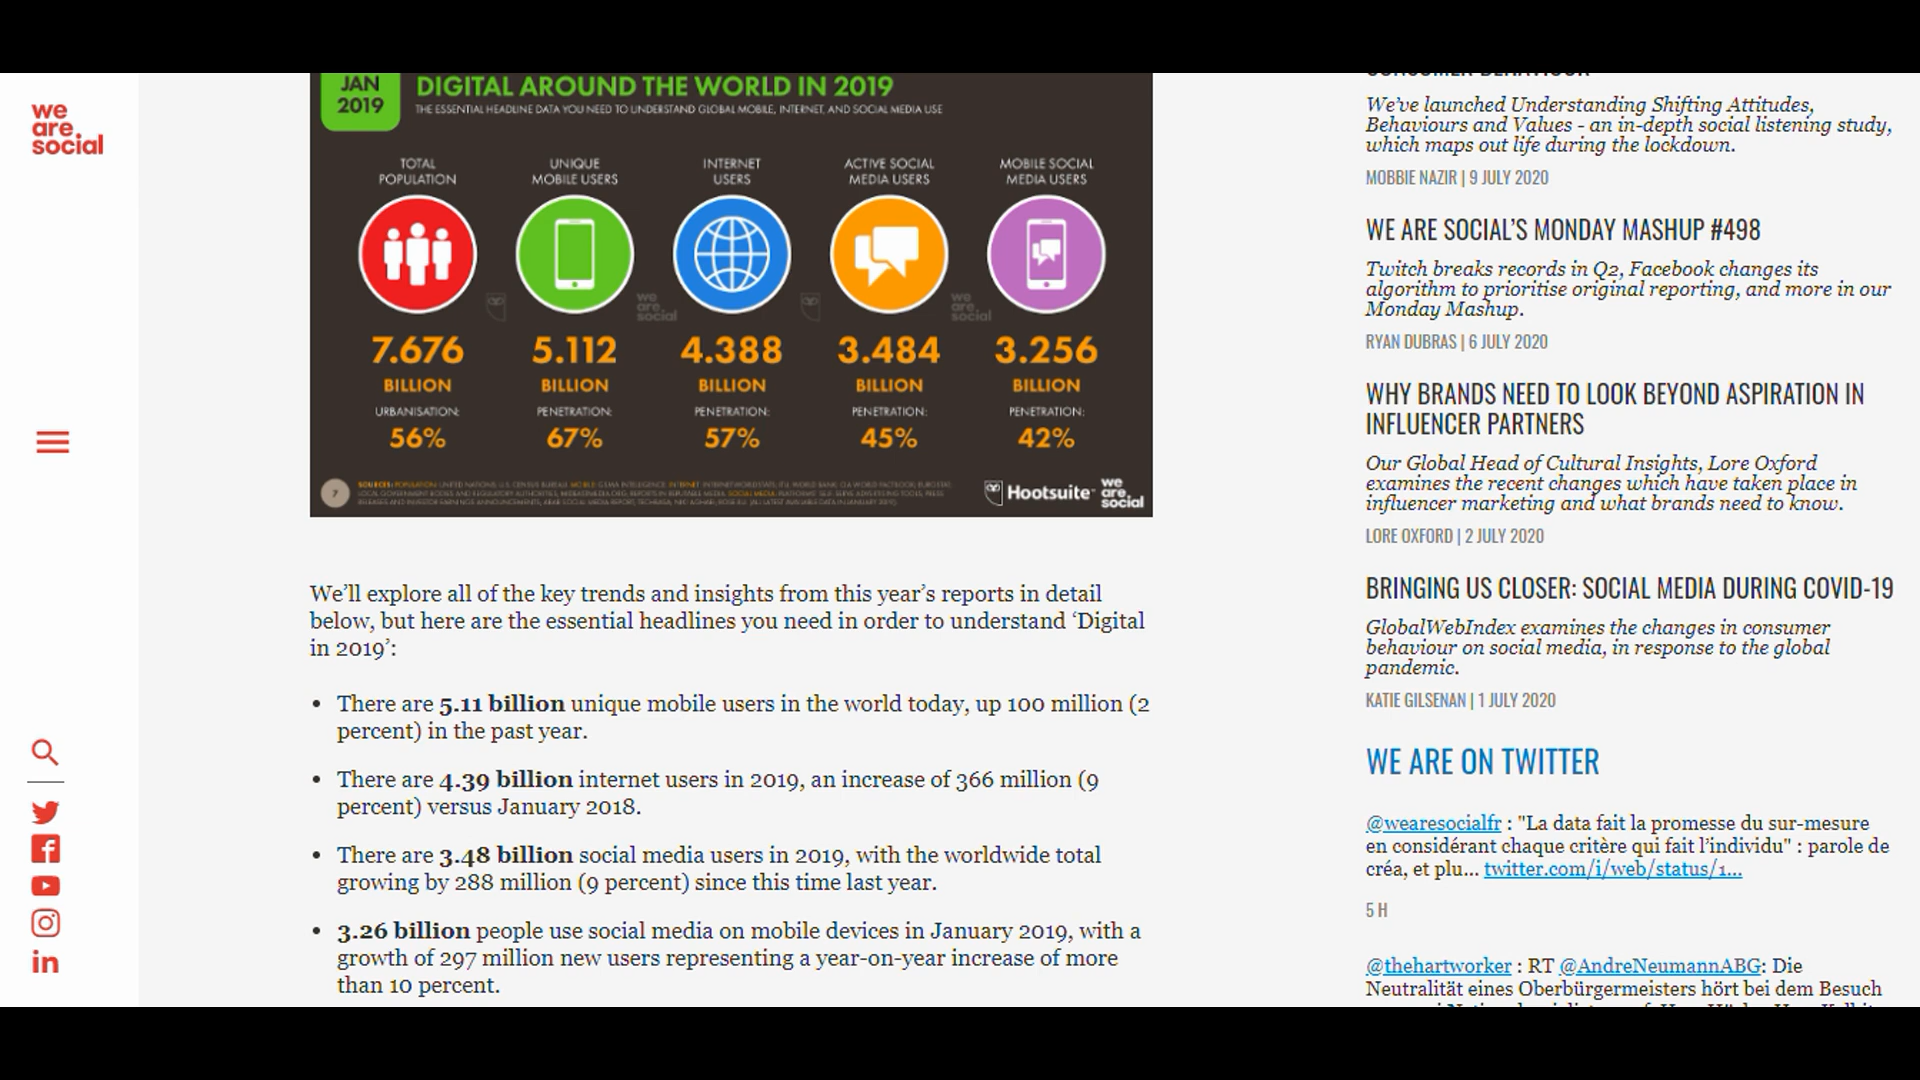 we
are
social
JAN
2019
DIGITAL AROUND THE WORLD IN 2019
THE ESSENTIAL HEADLINE DATA YOU NEED TO UNDERSTAND GLOBAL MOBILE, INTERNET, AND SOCIAL MEDIA USE
TOTAL
POPULATION
UNIQUE
MOBILE USERS
INTERNET
USERS
ACTIVE SOCIAL
MEDIA USERS
MOBILE SOCIAL
MEDIA USERS
we
are
social
we
are
social
7.676
BILLION
URBANISATION:
56%
5.112
BILLION
PENETRATION:
67%
4.388
BILLION
PENETRATION:
57%
3.484
BILLION
PENETRATION:
45%
3.256
BILLION
PENETRATION:
42%
7
Hootsuite™
we
are
social
We’ll explore all of the key trends and insights from this year’s reports in detail
below, but here are the essential headlines you need in order to understand ‘Digital
in 2019’:
• There are 5.11 billion unique mobile users in the world today, up 100 million (2
percent) in the past year.
• There are 4.39 billion internet users in 2019, an increase of 366 million (9
percent) versus January 2018.
• There are 3.48 billion social media users in 2019, with the worldwide total
growing by 288 million (9 percent) since this time last year.
• 3.26 billion people use social media on mobile devices in January 2019, with a
growth of 297 million new users representing a year-on-year increase of more
than 10 percent.
CONSUMER BEHAVIOUR
We’ve launched Understanding Shifting Attitudes,
Behaviours and Values - an in-depth social listening study,
which maps out life during the lockdown.
MOBBIE NAZIR | 9 JULY 2020
WE ARE SOCIAL’S MONDAY MASHUP #498
Twitch breaks records in Q2, Facebook changes its
algorithm to prioritise original reporting, and more in our
Monday Mashup.
RYAN DUBRAS | 6 JULY 2020
WHY BRANDS NEED TO LOOK BEYOND ASPIRATION IN
INFLUENCER PARTNERS
Our Global Head of Cultural Insights, Lore Oxford
examines the recent changes which have taken place in
influencer marketing and what brands need to know.
LORE OXFORD | 2 JULY 2020
BRINGING US CLOSER: SOCIAL MEDIA DURING COVID-19
GlobalWebIndex examines the changes in consumer
behaviour on social media, in response to the global
pandemic.
KATIE GILSENAN | 1 JULY 2020
WE ARE ON TWITTER
@wearesocialfr : "La data fait la promesse du sur-mesure
en considérant chaque critère qui fait l’individu" : parole de
créa, et plu... twitter.com/i/web/status/1...
5 H
@thehartworker : RT @AndreNeumannABG: Die
Neutralität eines Oberbürgermeisters hört bei dem Besuch